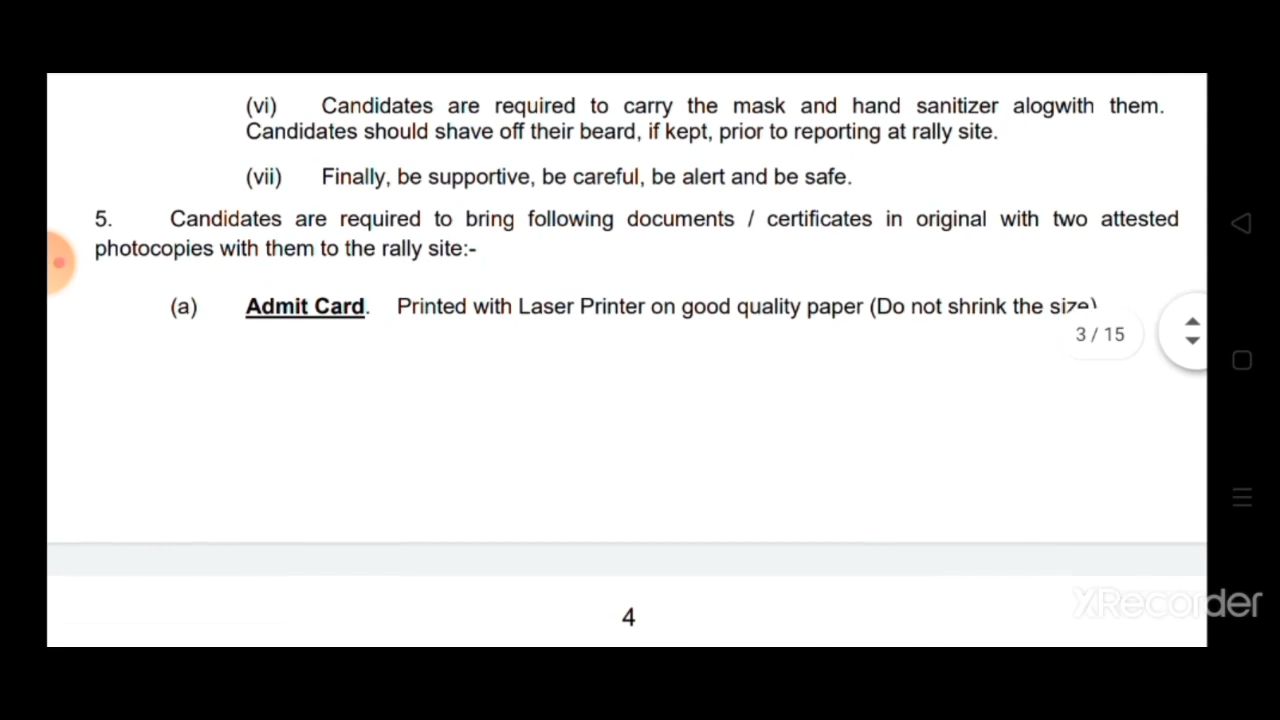 (vi) Candidates are required to carry the mask and hand sanitizer alogwith them.
Candidates should shave off their beard, if kept, prior to reporting at rally site.
(vii) Finally, be supportive, be careful, be alert and be safe.
5. Candidates are required to bring following documents / certificates in original with two attested
photocopies with them to the rally site:-
(a) Admit Card. Printed with Laser Printer on good quality paper (Do not shrink the size)
3 / 15
XRecorder
4